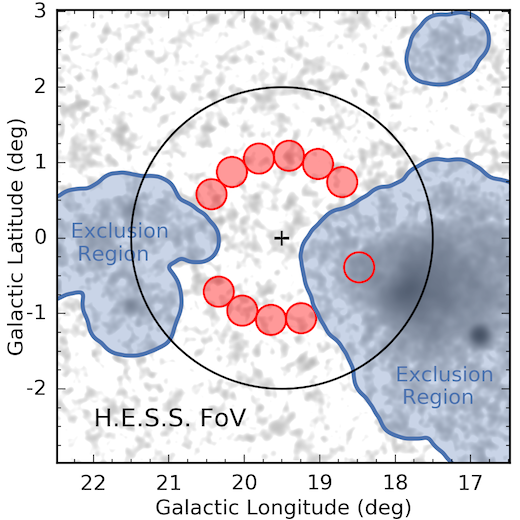 3
2
1
0
-1
-2
Galactic Latitude (deg)
Exclusion
Region
Exclusion
Region
H.E.S.S. FoV
22 21 20 19 18 17
Galactic Longitude (deg)